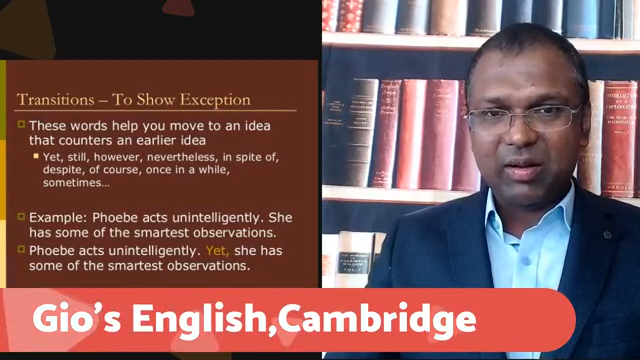 Transitions – To Show Exception
These words help you move to an idea
that counters an earlier idea
Yet, still, however, nevertheless, in spite of,
despite, of course, once in a while,
sometimes...
Example: Phoebe acts unintelligently. She
has some of the smartest observations.
Phoebe acts unintelligently. Yet, she has
some of the smartest observations.
Gio's English,Cambridge